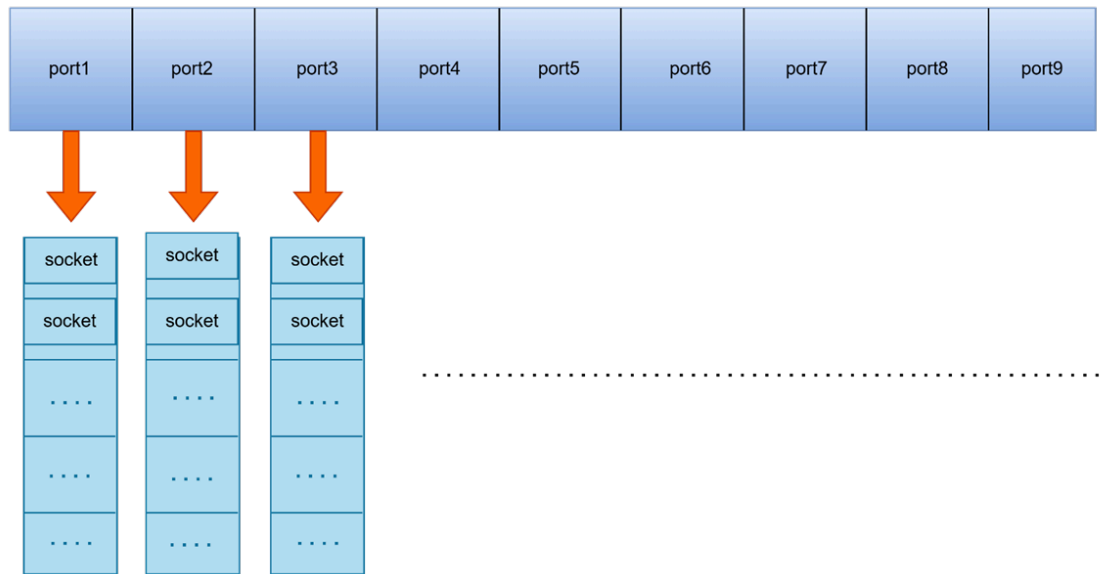 port1 port2 port3 port4 port5 port6 port7 port8 port9
socket socket socket
socket socket socket
. . . . . . . . . . . .
. . . . . . . . . . . .
. . . . . . . . . . . .